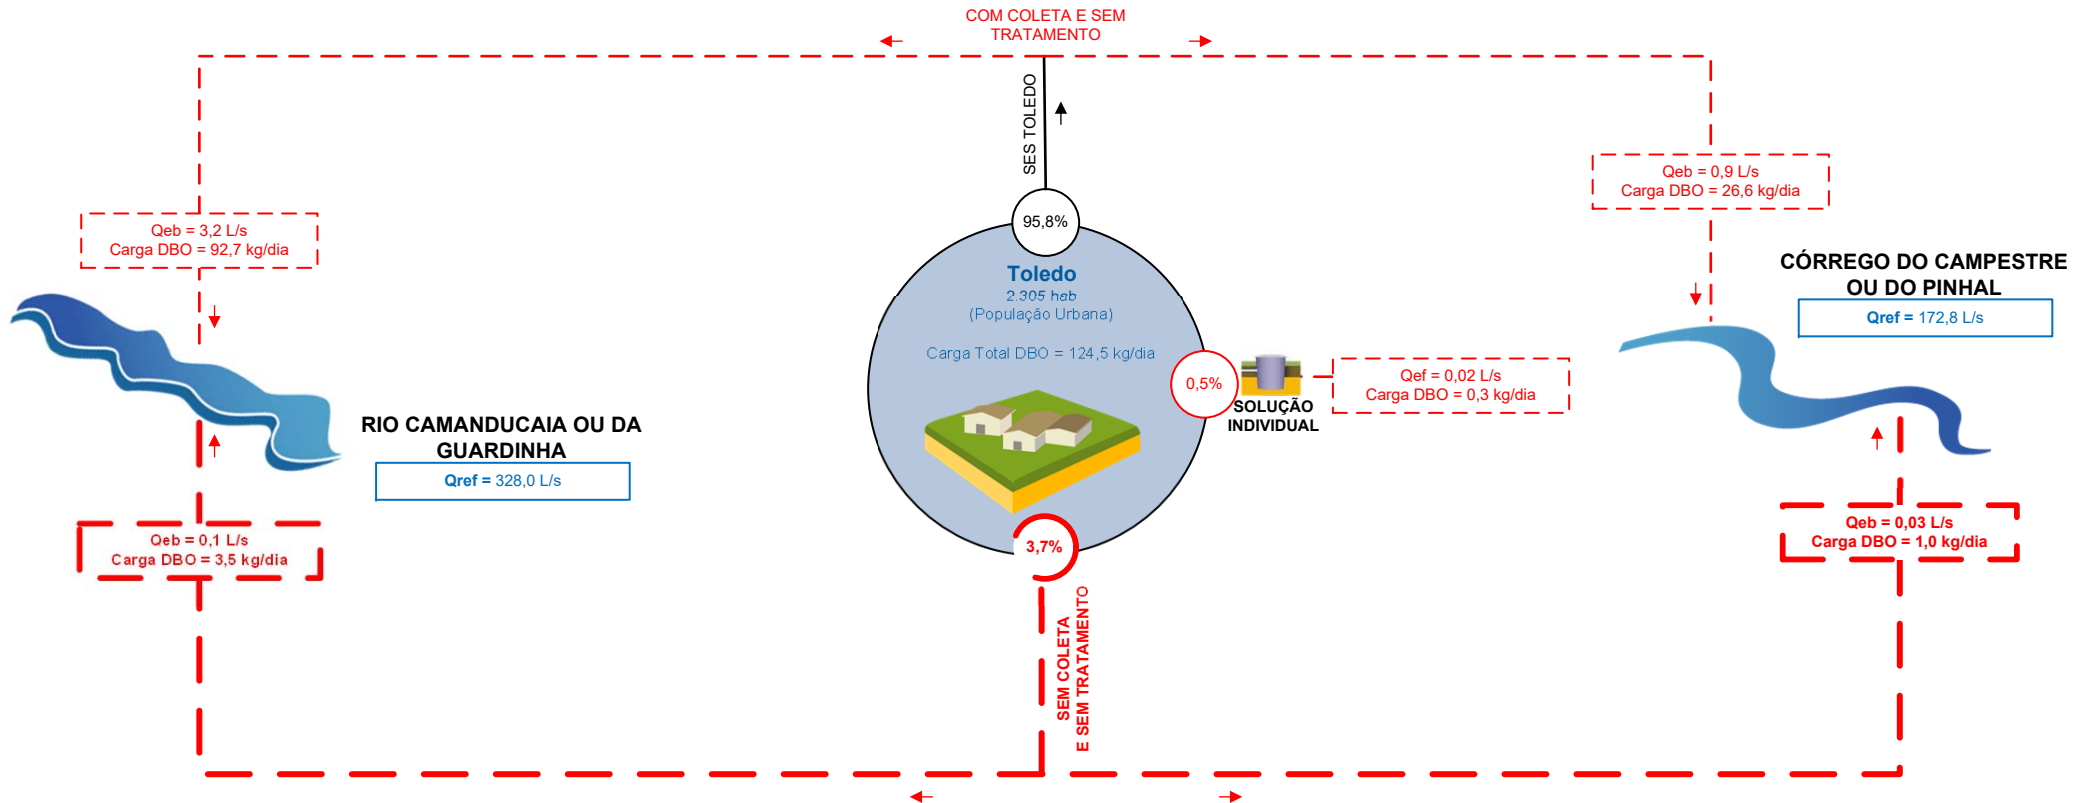 COM COLETA E SEM
TRATAMENTO
SES TOLEDO
95,8%
Qeb = 0,9 L/s
Carga DBO = 26,6 kg/dia
Qeb = 3,2 L/s
Carga DBO = 92,7 kg/dia
Toledo
2.305 hab
(População Urbana)
Carga Total DBO = 124,5 kg/dia
CÓRREGO DO CAMPESTRE
OU DO PINHAL
Qref = 172,8 L/s
0,5%
SOLUÇÃO
INDIVIDUAL
Qef = 0,02 L/s
Carga DBO = 0,3 kg/dia
RIO CAMANDUCAIA OU DA
GUARDINHA
Qref = 328,0 L/s
Qeb = 0,1 L/s
Carga DBO = 3,5 kg/dia
3,7%
Qeb = 0,03 L/s
Carga DBO = 1,0 kg/dia
SEM COLETA
E SEM TRATAMENTO